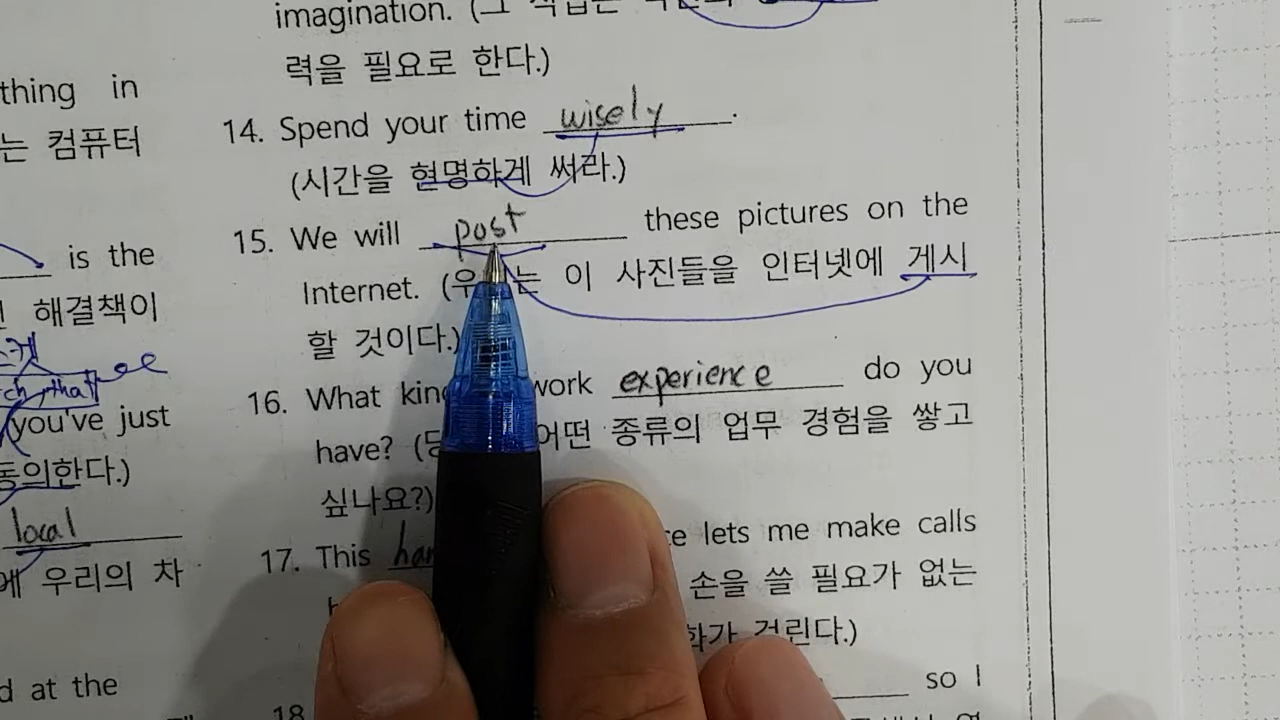 thing in
는 컴퓨터
is the
해결책이
you've just
동의한다.)
local
우리의 차
d at the
imagination. (그
력을 필요로 한다.)
14. Spend your time wisely.
(시간을 현명하게 써라.)
15. We will post these pictures on the
Internet. (우 는 이 사진들을 인터넷에 게시
할 것이다.)
16. What kin work experience do you
have? ( 어떤 종류의 업무 경험을 쌓고
싶나요?)
17. This han ce lets me make calls
손을 쓸 필요가 없는
화가 걸린다.)
18 so I